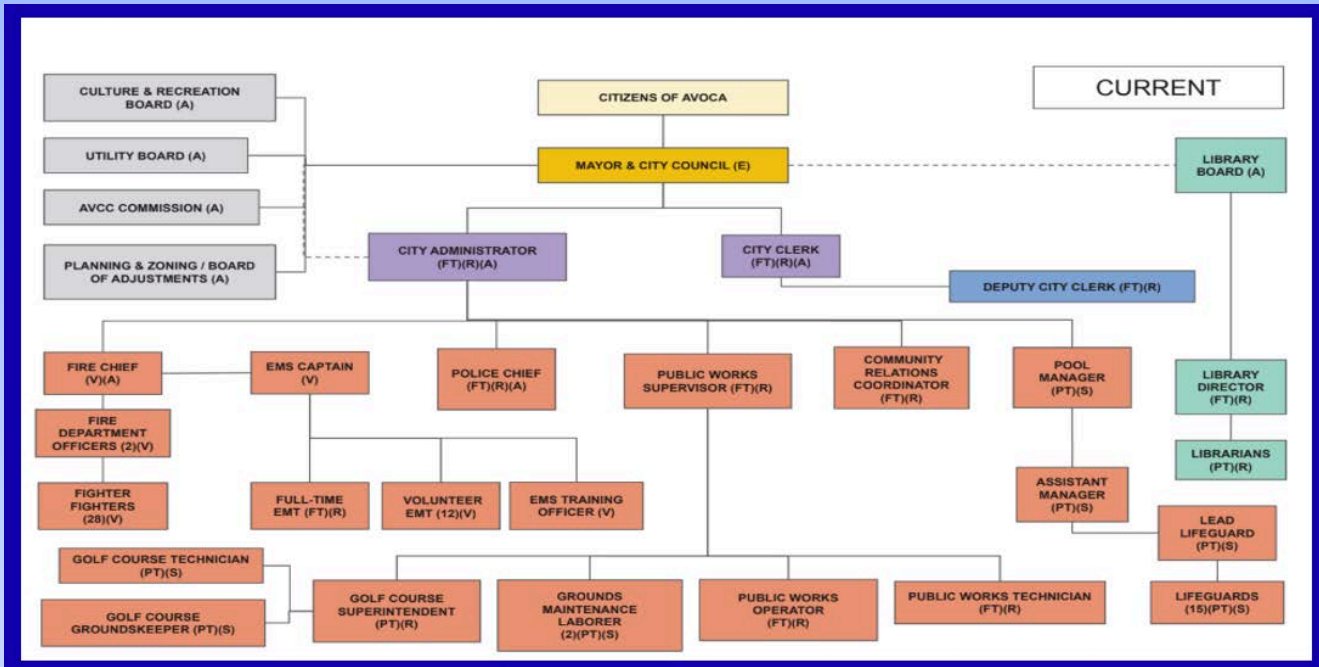 CURRENT
CULTURE & RECREATION
BOARD (A)
CITIZENS OF AVOCA
UTILITY BOARD (A)
MAYOR & CITY COUNCIL (E)
LIBRARY
BOARD (A)
AVCC COMMISSION (A)
PLANNING & ZONING / BOARD
OF ADJUSTMENTS (A)
CITY ADMINISTRATOR
(FT)(R)(A)
CITY CLERK
(FT)(R)(A)
DEPUTY CITY CLERK (FT)(R)
FIRE CHIEF
(V)(A)
EMS CAPTAIN
(V)
POLICE CHIEF
(FT)(R)(A)
PUBLIC WORKS
SUPERVISOR (FT)(R)
COMMUNITY
RELATIONS
COORDINATOR
(FT)(R)
POOL
MANAGER
(PT)(S)
LIBRARY
DIRECTOR
(FT)(R)
FIRE
DEPARTMENT
OFFICERS (2)(V)
LIBRARIANS
(PT)(R)
FIGHTER
FIGHTERS
(28)(V)
FULL-TIME
EMT (FT)(R)
VOLUNTEER
EMT (12)(V)
EMS TRAINING
OFFICER (V)
ASSISTANT
MANAGER
(PT)(S)
LEAD
LIFEGUARD
(PT)(S)
GOLF COURSE TECHNICIAN
(PT)(S)
GOLF COURSE
GROUNDSKEEPER (PT)(S)
GOLF COURSE
SUPERINTENDENT
(PT)(R)
GROUNDS
MAINTENANCE
LABORER
(2)(PT)(S)
PUBLIC WORKS
OPERATOR
(FT)(R)
PUBLIC WORKS TECHNICIAN
(FT)(R)
LIFEGUARDS
(15)(PT)(S)